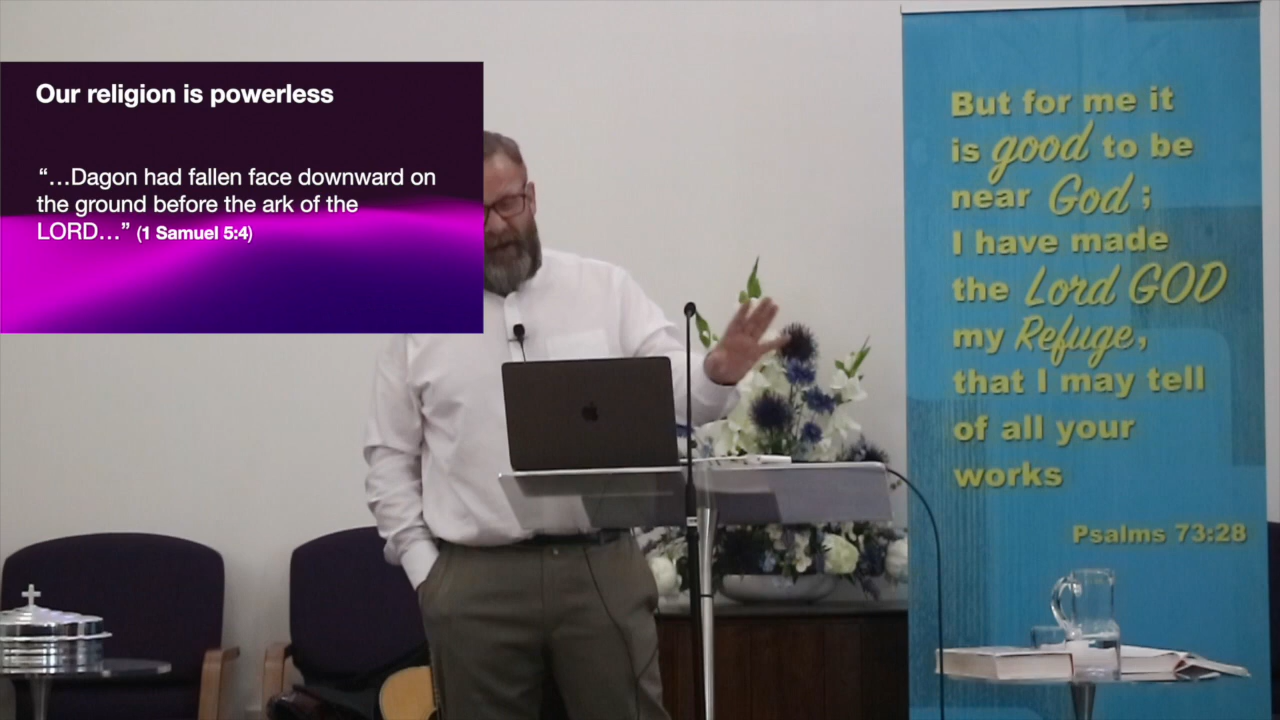 Our religion is powerless
“…Dagon had fallen face downward on
the ground before the ark of the
LORD…” (1 Samuel 5:4)
But for me it
is good to be
near God ;
I have made
the Lord GOD
my Refuge,
that I may tell
of all your
works
Psalms 73:28